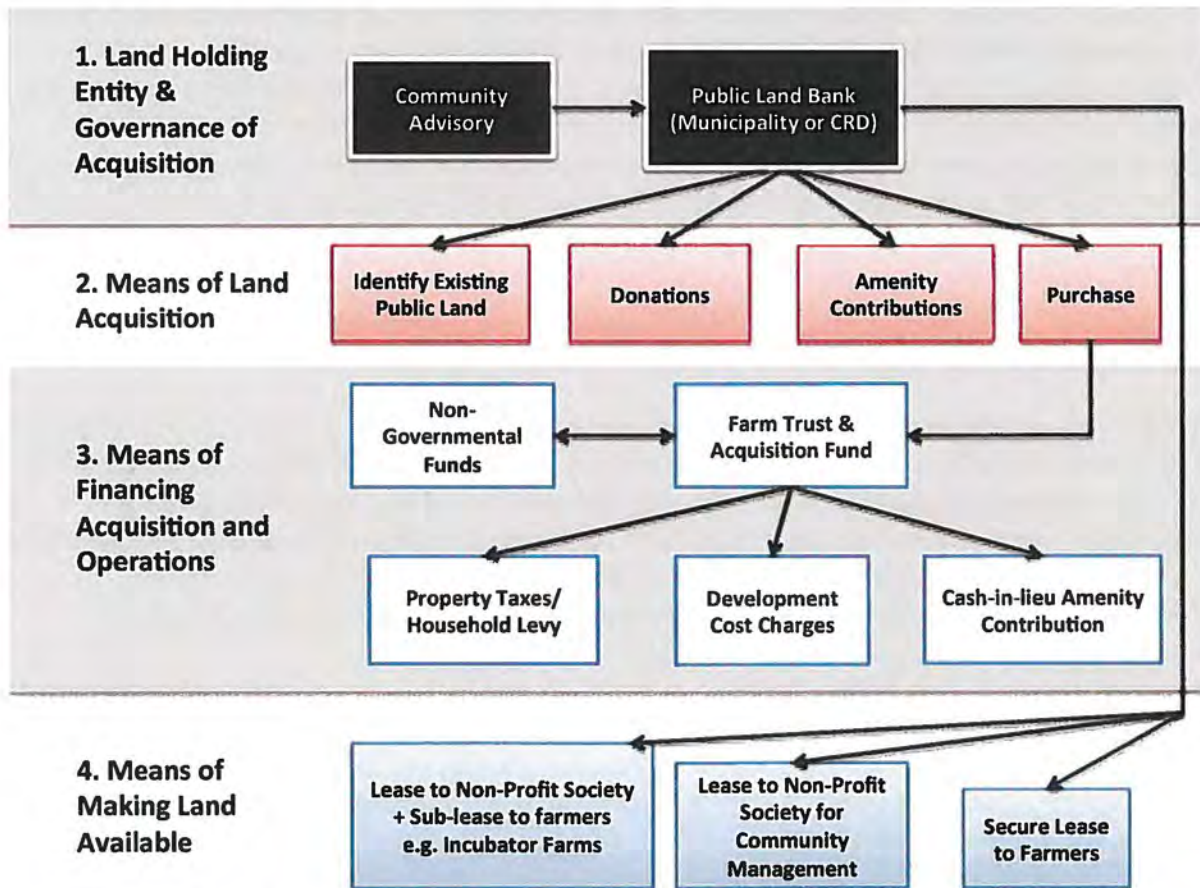 1. Land Holding
Entity &
Governance of
Acquisition
Community
Advisory
Public Land Bank
(Municipality or CRD)
2. Means of Land
Acquisition
Identify Existing
Public Land
Donations
Amenity
Contributions
Purchase
3. Means of
Financing
Acquisition and
Operations
Non-
Governmental
Funds
Farm Trust &
Acquisition Fund
Property Taxes/
Household Levy
Development
Cost Charges
Cash-in-lieu Amenity
Contribution
4. Means of
Making Land
Available
Lease to Non-Profit Society
+ Sub-lease to farmers
e.g. Incubator Farms
Lease to Non-Profit
Society for
Community
Management
Secure Lease
to Farmers